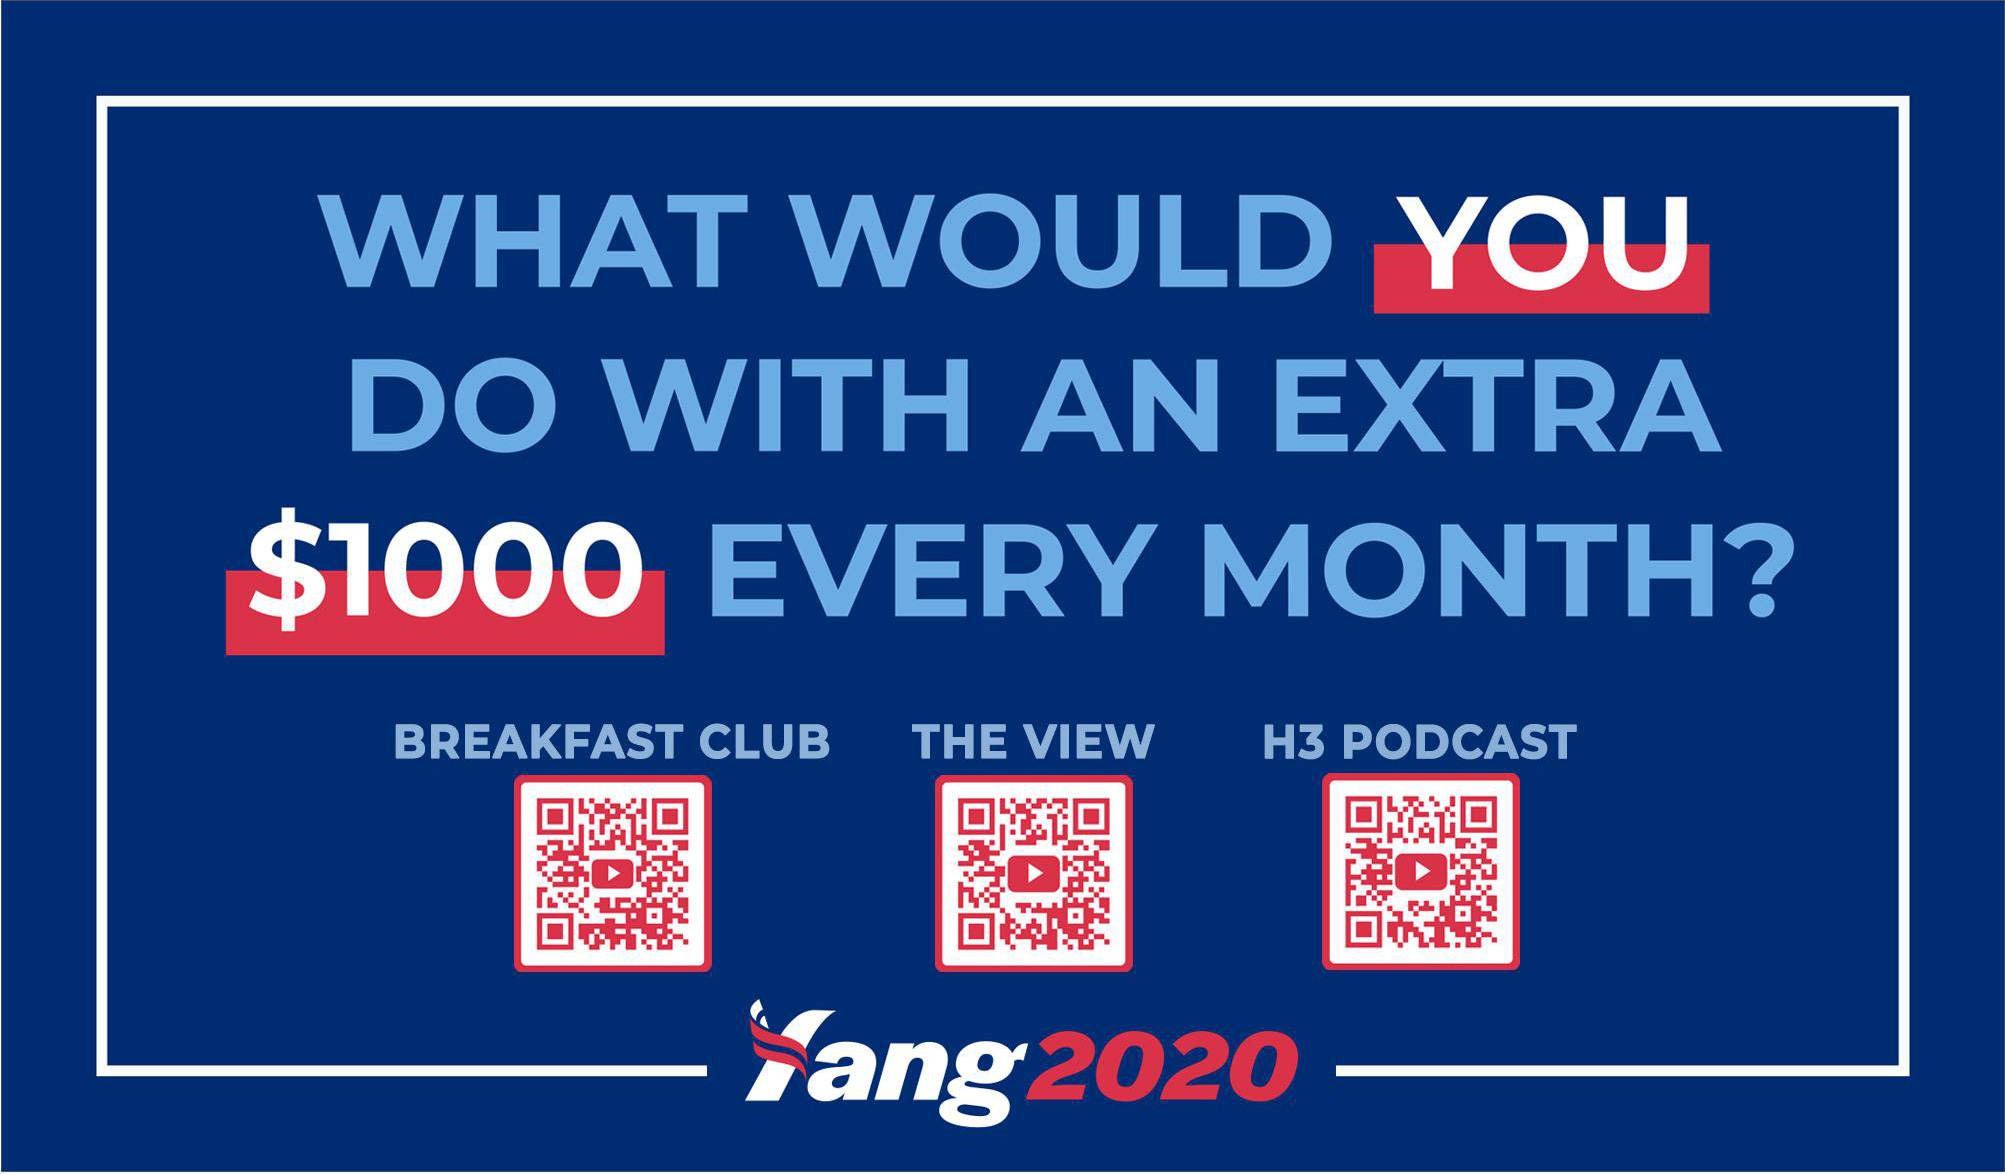 WHAT WOULD YOU
DO WITH AN EXTRA
$1000 EVERY MONTH?
BREAKFAST CLUB THE VIEW H3 PODCAST
Yang2020